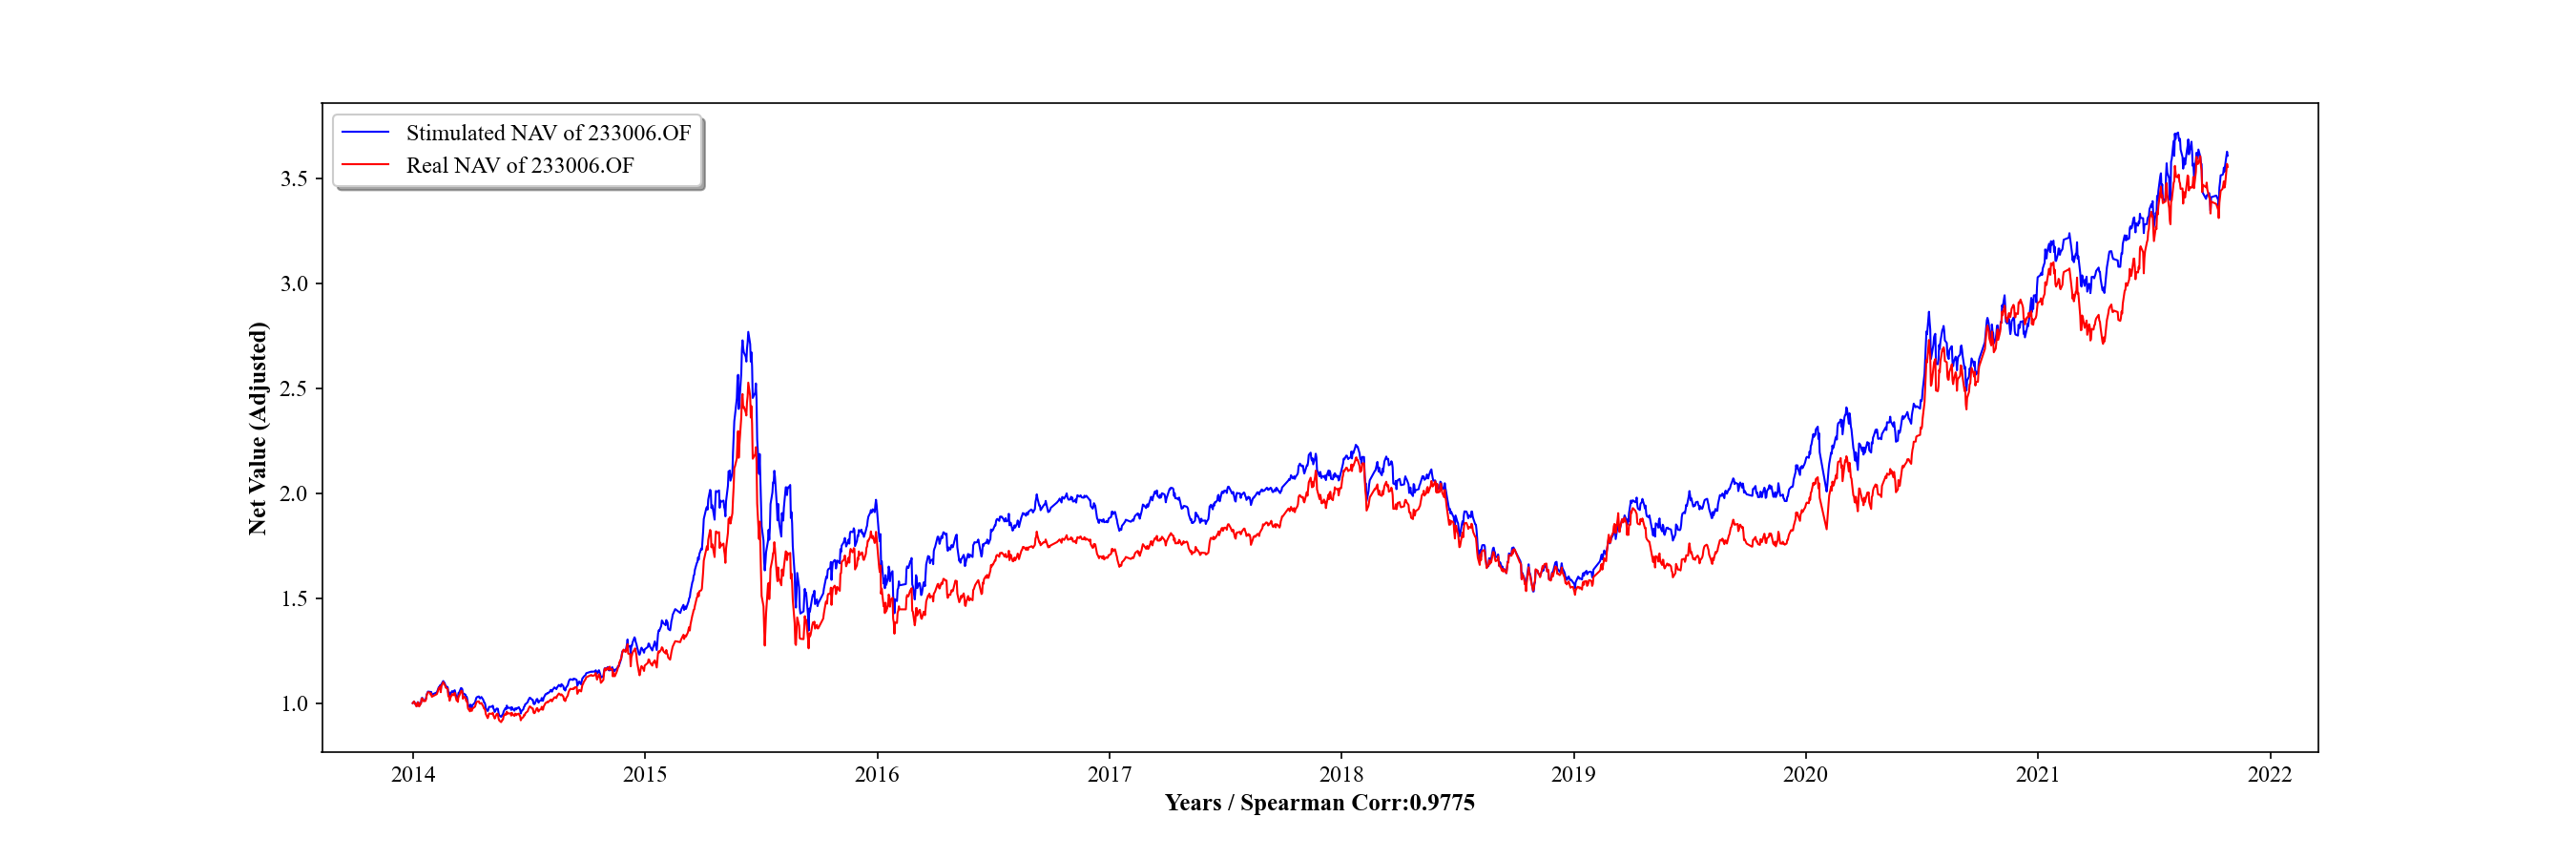 Stimulated NAV of 233006.OF
Real NAV of 233006.OF
Net Value (Adjusted)
3.5
3.0
2.5
2.0
1.5
1.0
2014 2015 2016 2017 2018 2019 2020 2021 2022
Years / Spearman Corr:0.9775